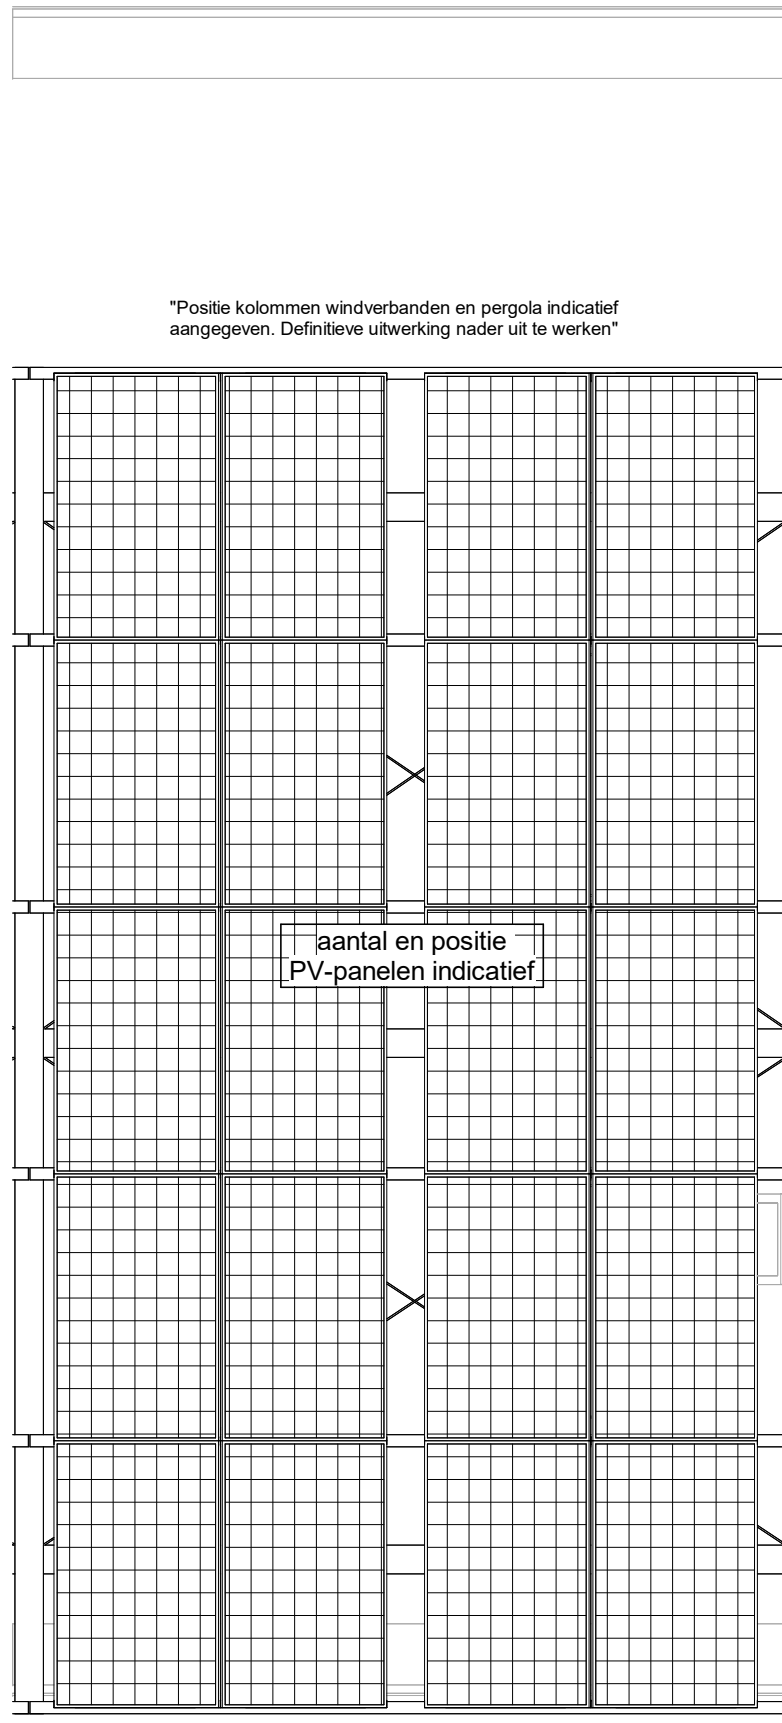 "Positie kolommen windverbanden en pergola indicatief
aangegeven. Definitieve uitwerking nader uit te werken"
aantal en positie
PV-panelen indicatief